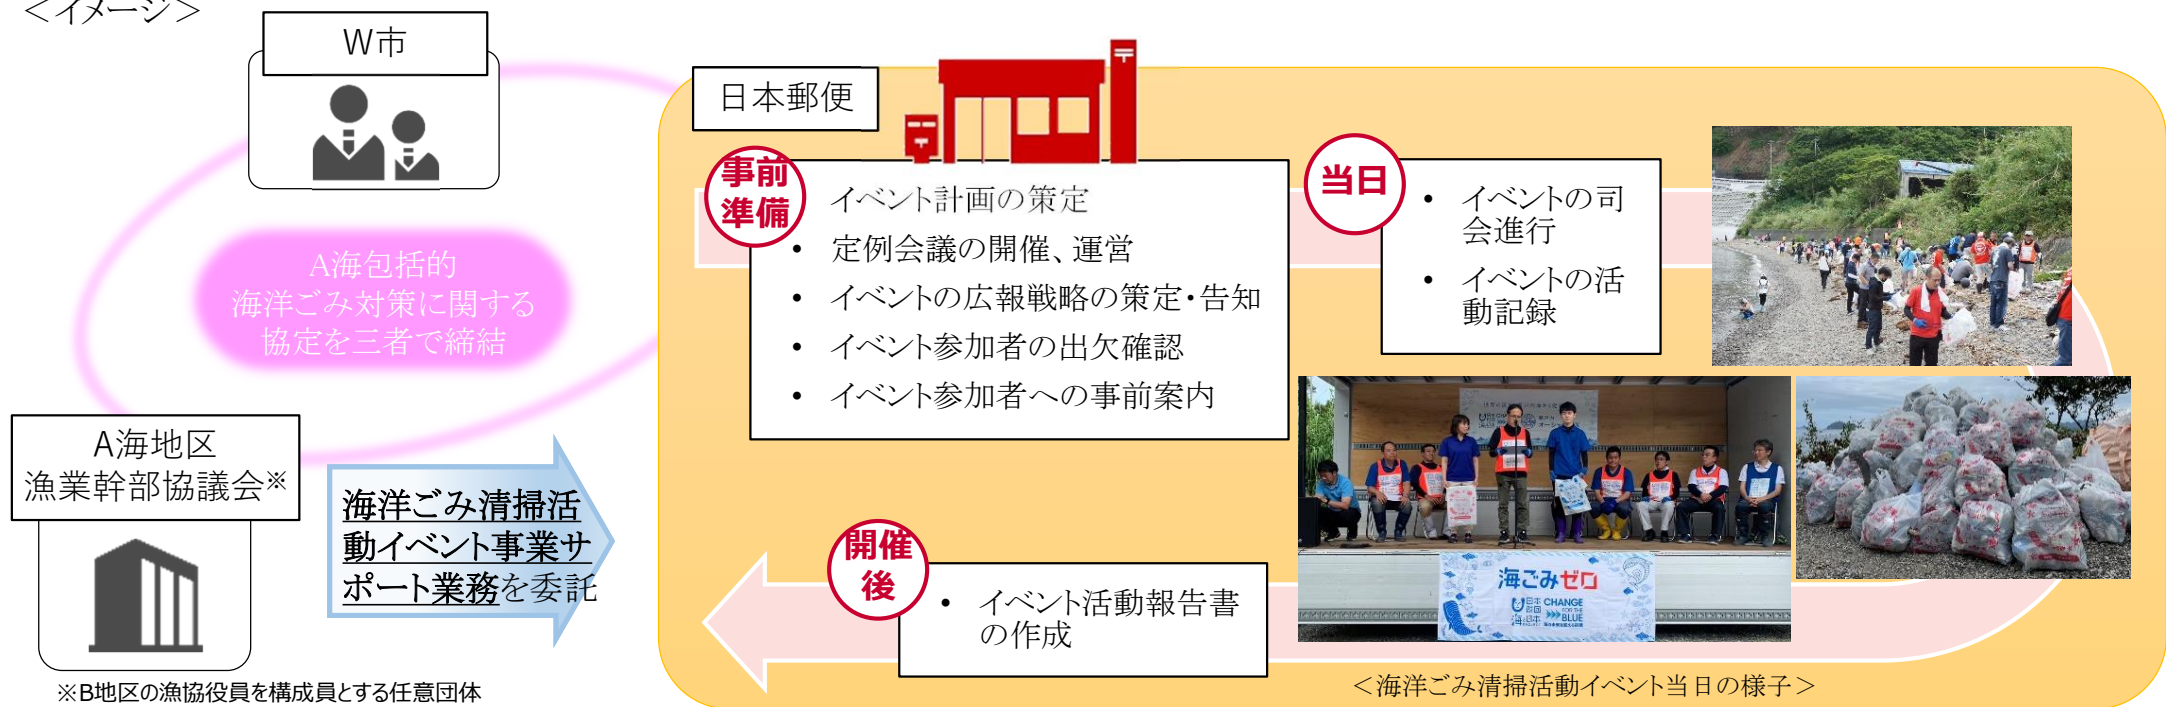 ＜イメージ＞
W市
日本郵便
事前
準備
イベント計画の策定
• 定例会議の開催、運営
• イベントの広報戦略の策定・告知
• イベント参加者の出欠確認
• イベント参加者への事前案内
当日
• イベントの司
会進行
• イベントの活
動記録
A海包括的
海洋ごみ対策に関する
協定を三者で締結
A海地区
漁業幹部協議会※
海洋ごみ清掃活
動イベント事業サ
ポート業務を委託
開催
後
• イベント活動報告書
の作成
海ごみゼロ
日本
財団
海と日本
CHANGE
FOR THE
BLUE
＜海洋ごみ清掃活動イベント当日の様子＞
※B地区の漁協役員を構成員とする任意団体